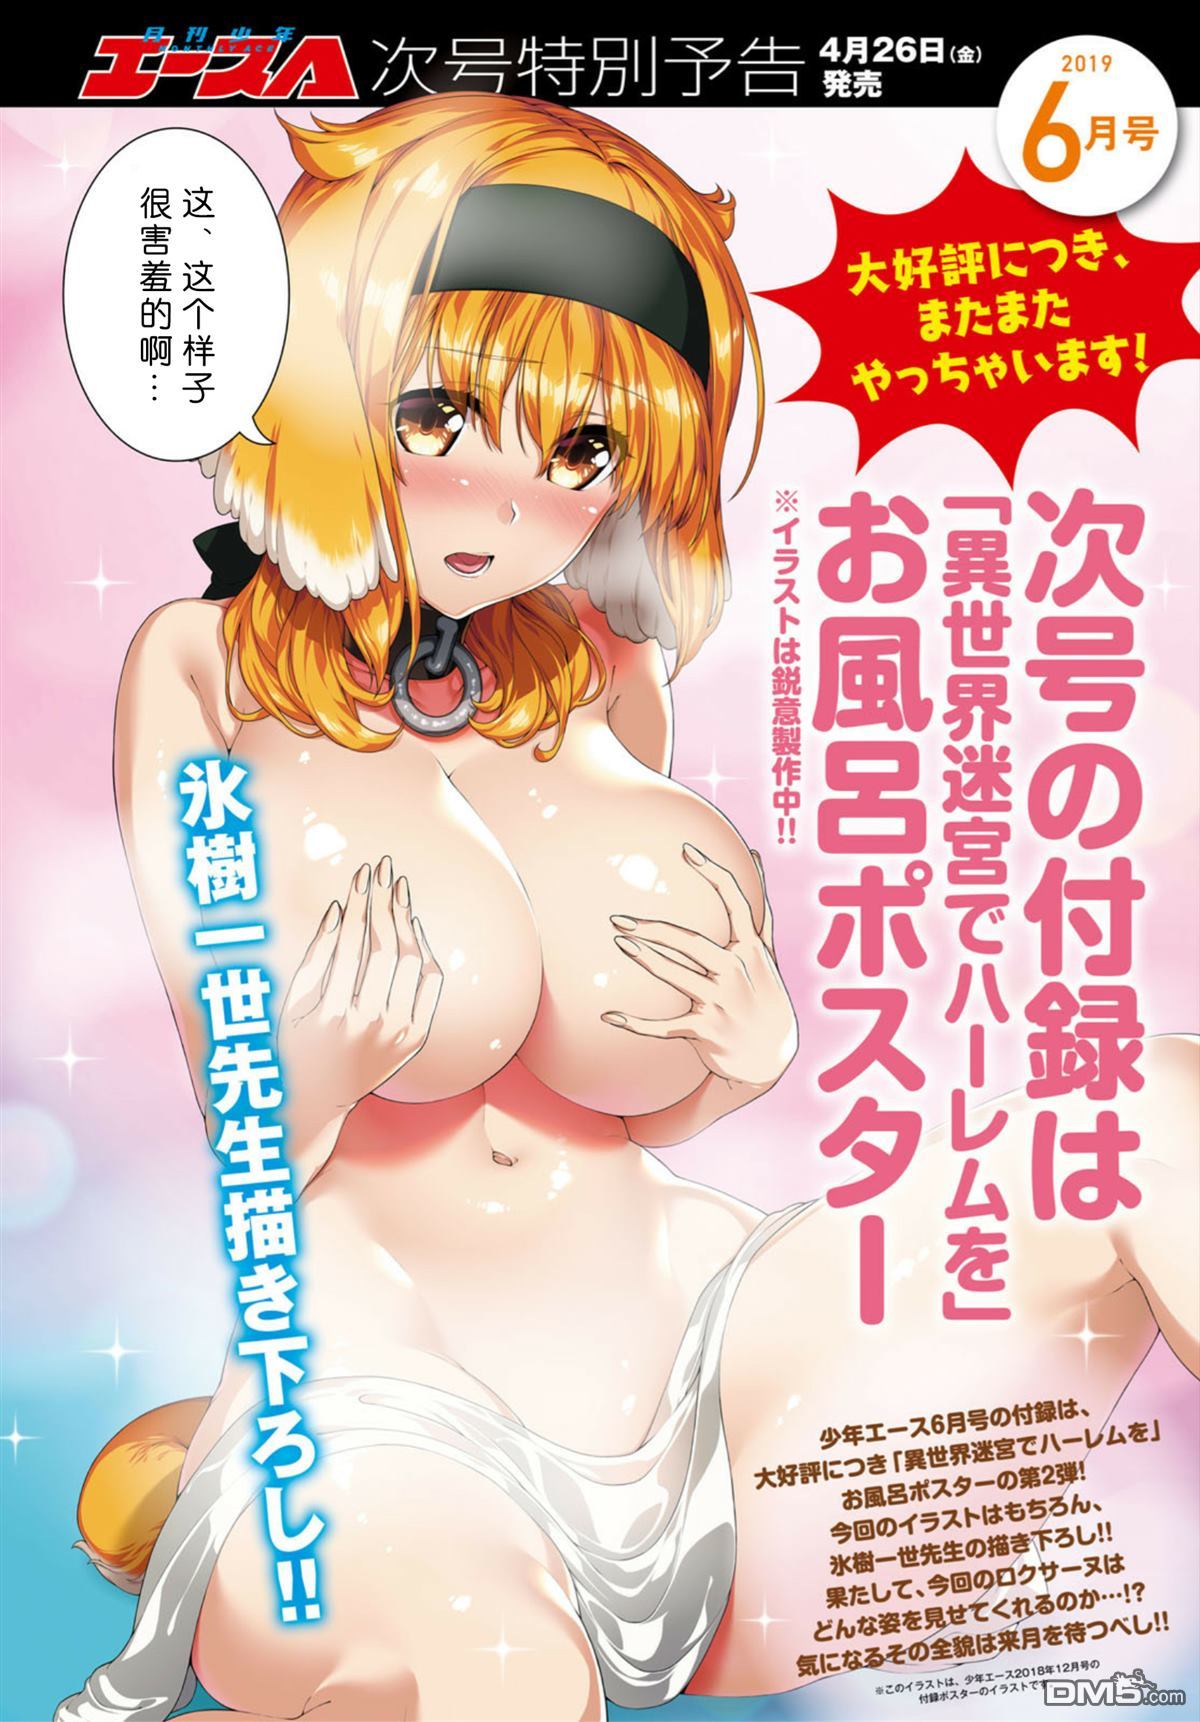 月刊少年
MONTHLY ACE
エースA
次号特別予告
4月26日(金)
発売
2019
6月号
大好評につき、
またまた
やっちゃいます!
这、这个样子
很害羞的啊…
次号の付録は
「異世界迷宮でハーレムを」
お風呂ポスター
※イラストは鋭意製作中!!
氷樹一世先生描き下ろし!!
少年エース6月号の付録は、
大好評につき「異世界迷宮でハーレムを」
お風呂ポスターの第2弾!
今回のイラストはもちろん、
氷樹一世先生の描き下ろし!!
果たして、今回のロクサーヌは
どんな姿を見せてくれるのか…!?
気になるその全貌は来月を待つべし!!
※このイラストは、少年エース2018年12月号の
付録ポスターのイラストです
DM5.com